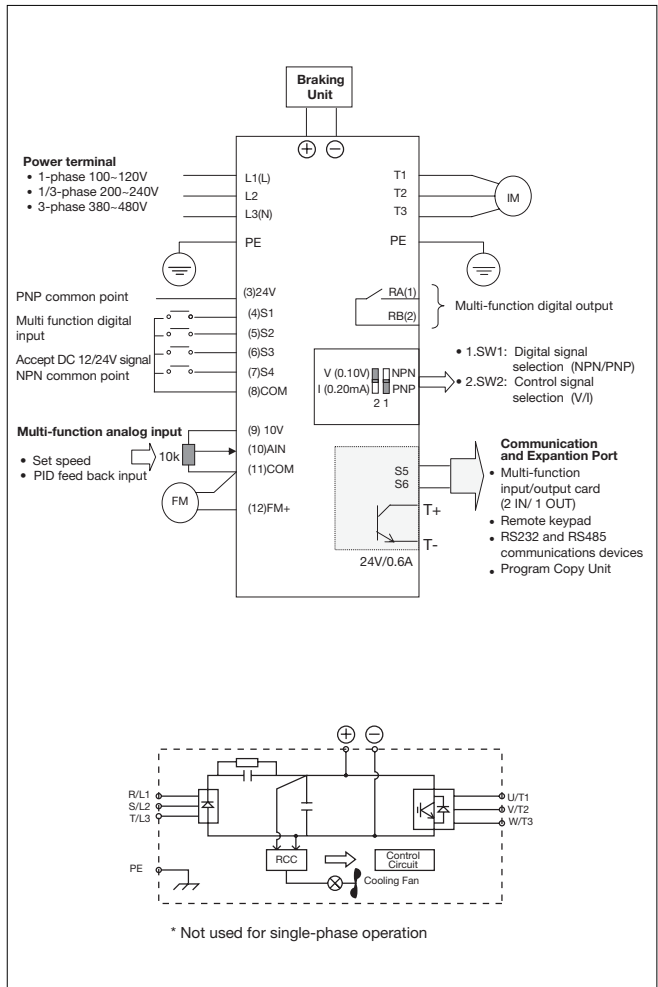 Braking
Unit
⊕ ⊖
Power terminal
• 1-phase 100~120V
• 1/3-phase 200~240V
• 3-phase 380~480V
L1(L)
L2
L3(N)
PE
T1
T2
T3
PE
IM
PNP common point
Multi function digital
input
Accept DC 12/24V signal
NPN common point
(3)24V
(4)S1
(5)S2
(6)S3
(7)S4
(8)COM
RA(1)
RB(2)
Multi-function digital output
V (0.10V)
I (0.20mA)
NPN
PNP
2 1
• 1.SW1: Digital signal
selection (NPN/PNP)
• 2.SW2: Control signal
selection (V/I)
Multi-function analog input
• Set speed
• PID feed back input
10k
FM
(9) 10V
(10)AIN
(11)COM
(12)FM+
S5
S6
T+
T-
24V/0.6A
Communication
and Expantion Port
• Multi-function
input/output card
(2 IN/ 1 OUT)
• Remote keypad
• RS232 and RS485
communications devices
• Program Copy Unit
⊕ ⊖
R/L1
S/L2
T/L3
PE
U/T1
V/T2
W/T3
RCC
Control
Circuit
Cooling Fan
* Not used for single-phase operation